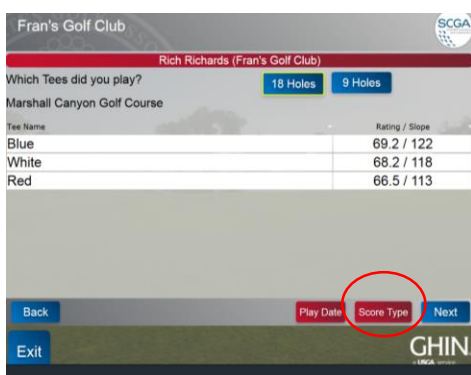 Fran's Golf Club
SCGA
Rich Richards (Fran's Golf Club)
Which Tees did you play?
18 Holes
9 Holes
Marshall Canyon Golf Course
Tee Name
Rating / Slope
Blue
69.2 / 122
White
68.2 / 118
Red
66.5 / 113
Back
Play Date
Score Type
Next
Exit
GHIN
a USGA service